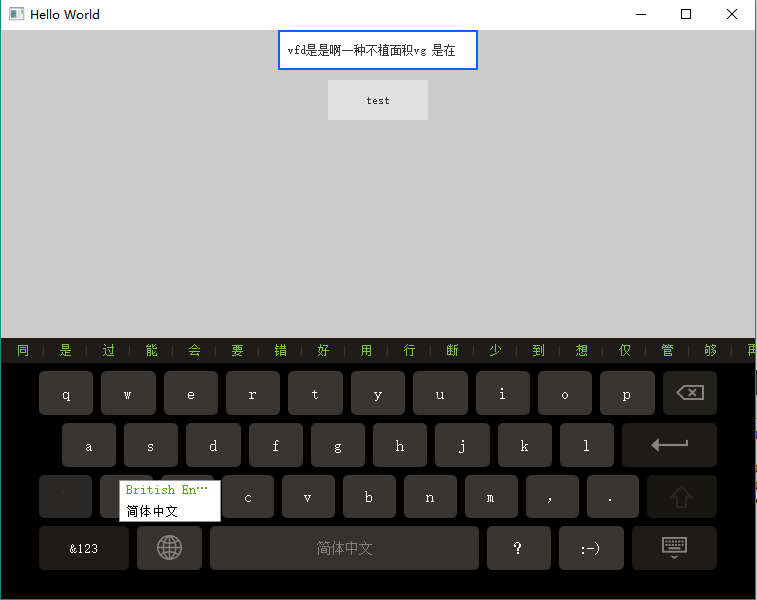 Hello World
vfd是是啊一种不植面积vg 是在
test
同 是 过 能 会 要 错 好 用 行 断 少 到 想 仅 管 够
q w e r t y u i o p
a s d f g h j k l
c v b n m , .
British En…
简体中文
&123 简体中文 ? :-)